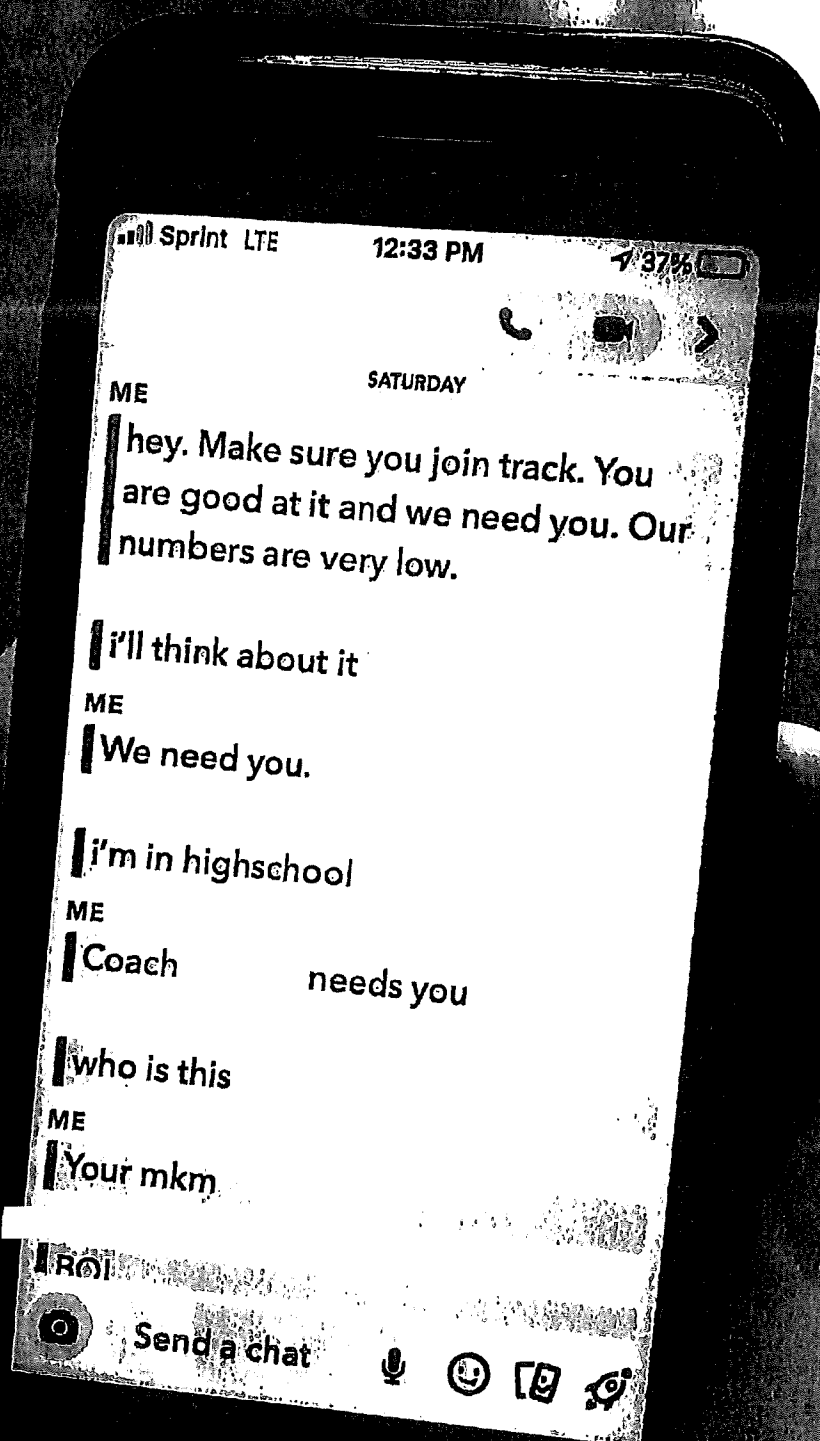 Sprint LTE 12:33 PM 37%
SATURDAY
ME
hey. Make sure you join track. You
are good at it and we need you. Our
numbers are very low.
i'll think about it
ME
We need you.
i'm in highschool
ME
Coach needs you
who is this
ME
Your mkm
Send a chat